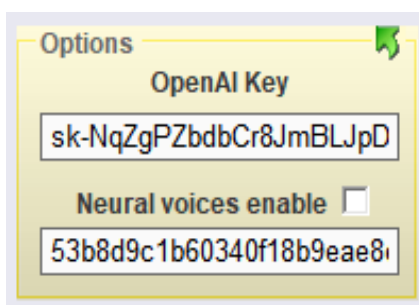 Options
OpenAI Key
sk-NqZgPZbdbCr8JmBLJpD
Neural voices enable
53b8d9c1b60340f18b9eae8